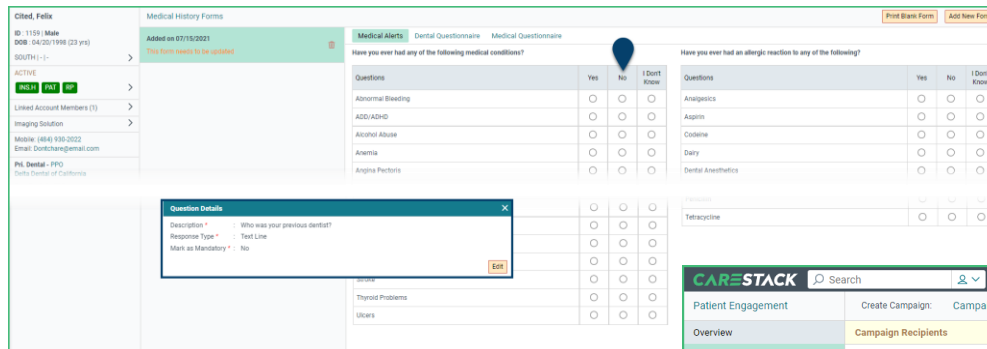 Cited, Felix
ID : 1159 | Male
DOB : 04/20/1998 (23 yrs)
SOUTH | - | -
ACTIVE
INS.H PAT RP
Linked Account Members (1)
Imaging Solution
Mobile: (484) 930-2022
Email: Dontchare@email.com
Pri. Dental - PPO
Delta Dental of California
Medical History Forms
Print Blank Form
Add New Form
Added on 07/15/2021
This form needs to be updated
Medical Alerts Dental Questionnaire Medical Questionnaire
Have you ever had any of the following medical conditions?
Questions Yes No I Don't Know
Abnormal Bleeding
ADD/ADHD
Alcohol Abuse
Anemia
Angina Pectoris
Have you ever had an allergic reaction to any of the following?
Questions Yes No I Don't Know
Analgesics
Aspirin
Codeine
Dairy
Dental Anesthetics
Tetracycline
Question Details
Description * : Who was your previous dentist?
Response Type * : Text Line
Mark as Mandatory * : No
Edit
Thyroid Problems
Ulcers
CARESTACK Search
Patient Engagement
Create Campaign: Campa
Overview
Campaign Recipients